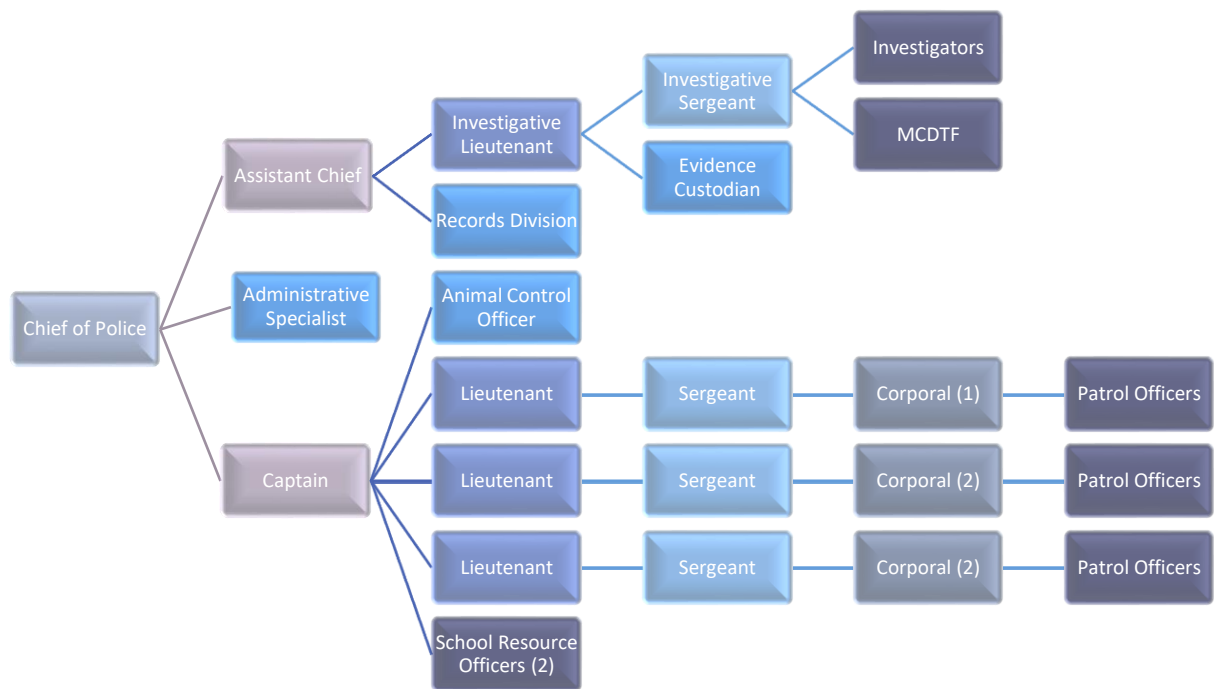 Investigators
Investigative
Sergeant
MCDTF
Investigative
Lieutenant
Evidence
Custodian
Assistant Chief
Records Division
Chief of Police
Administrative
Specialist
Animal Control
Officer
Captain
Lieutenant
Sergeant
Corporal (1)
Patrol Officers
Lieutenant
Sergeant
Corporal (2)
Patrol Officers
Lieutenant
Sergeant
Corporal (2)
Patrol Officers
School Resource
Officers (2)